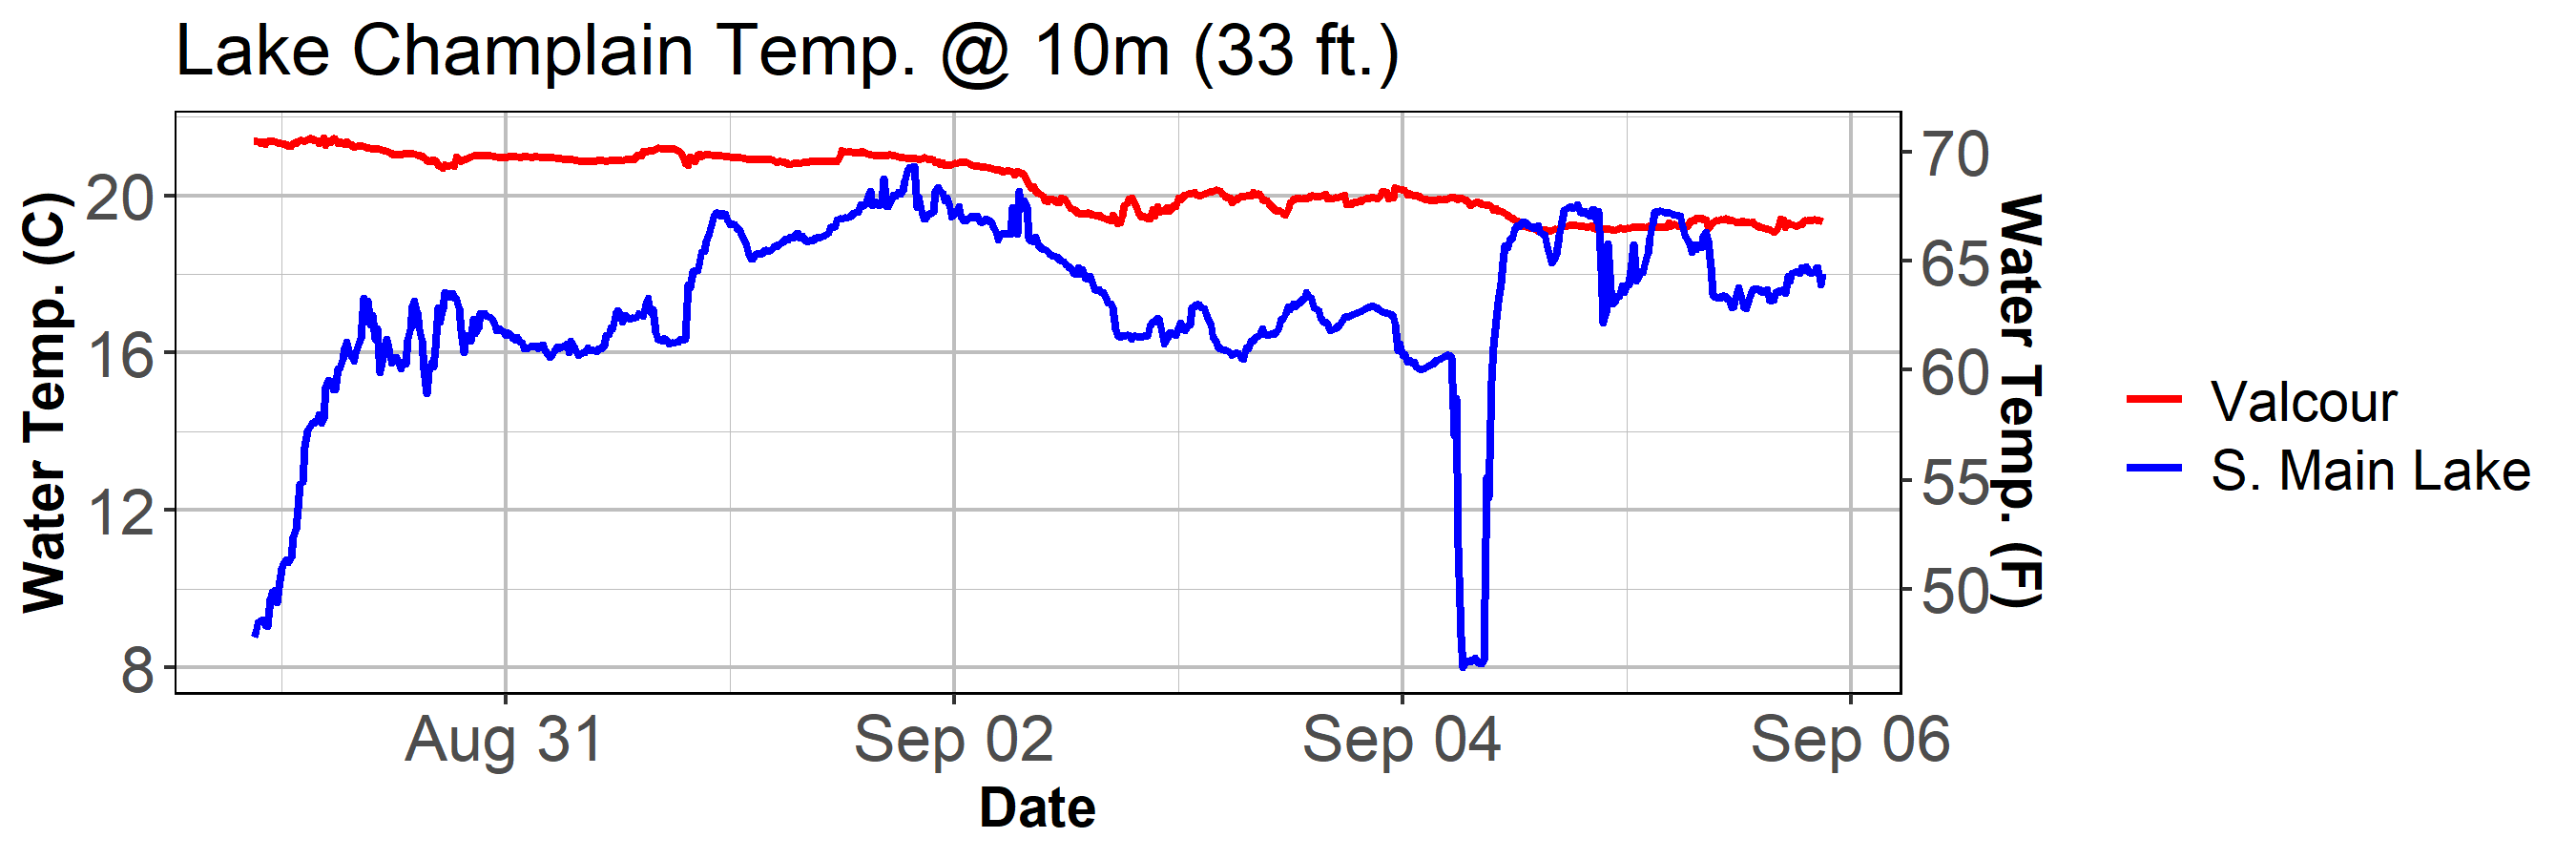 Lake Champlain Temp. @ 10m (33 ft.)
Water Temp. (C)
20
16
12
8
70
65
60
55
50
Water Temp. (F)
Aug 31
Sep 02
Sep 04
Sep 06
Date
Valcour
S. Main Lake